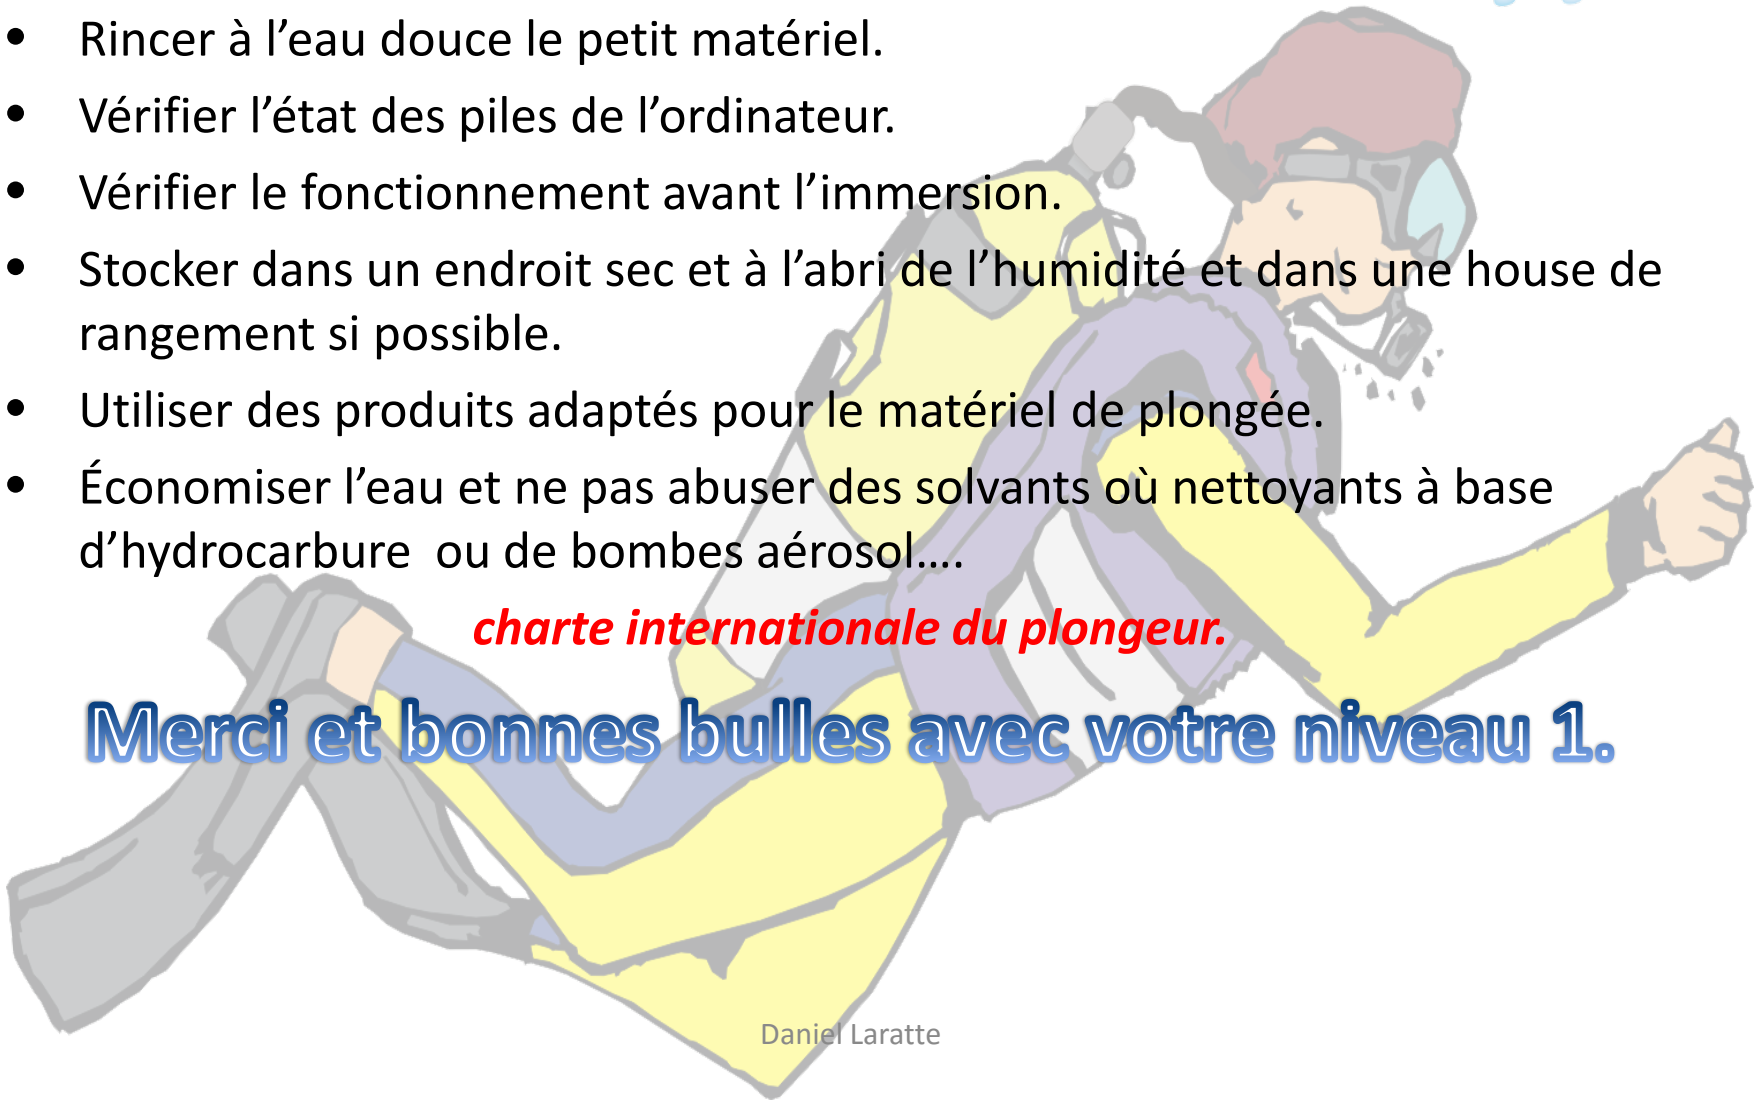 • Rincer à l’eau douce le petit matériel.
• Vérifier l’état des piles de l’ordinateur.
• Vérifier le fonctionnement avant l’immersion.
• Stocker dans un endroit sec et à l’abri de l’humidité et dans une house de
rangement si possible.
• Utiliser des produits adaptés pour le matériel de plongée.
• Économiser l’eau et ne pas abuser des solvants où nettoyants à base
d’hydrocarbure  ou de bombes aérosol….
charte internationale du plongeur.
Merci et bonnes bulles avec votre niveau 1.
Daniel Laratte